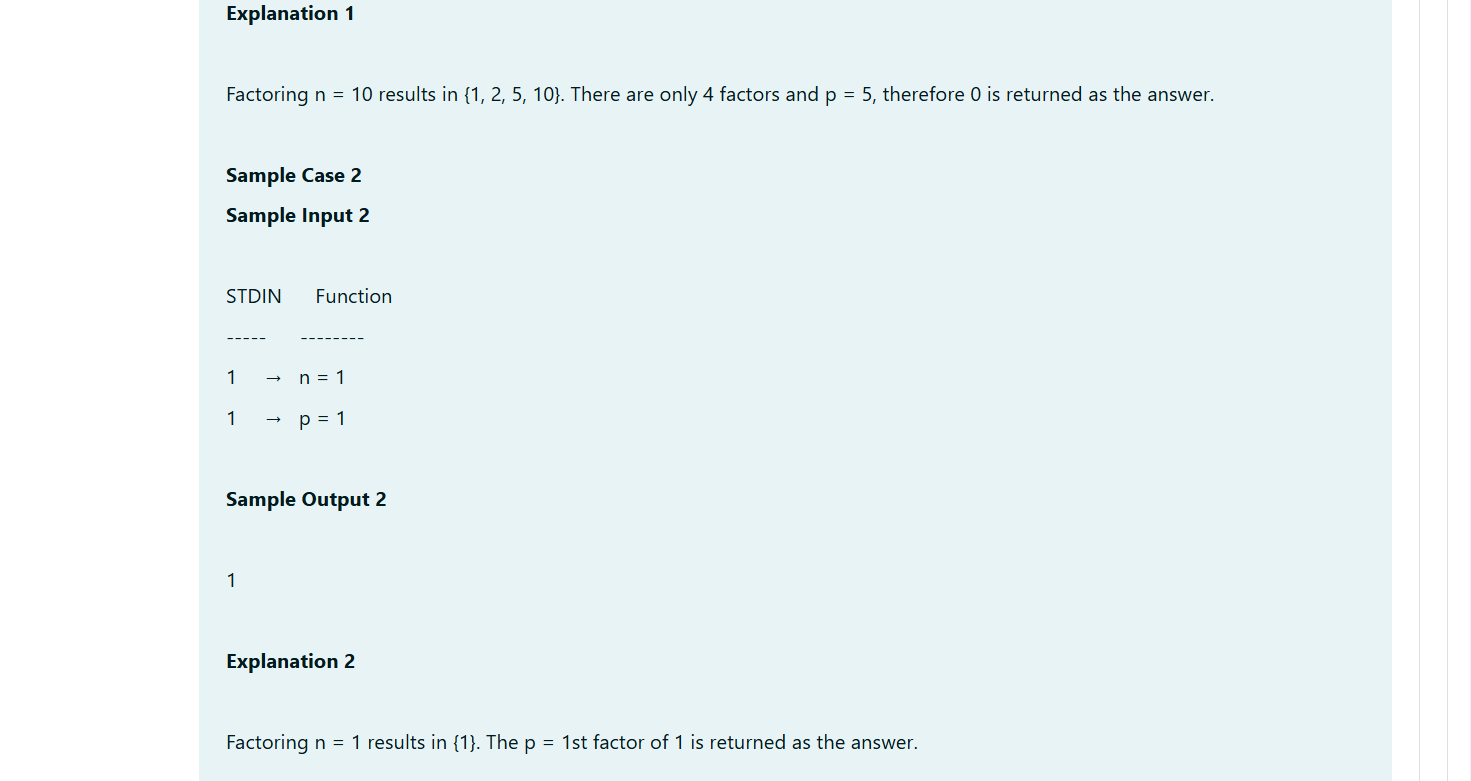 Explanation 1
Factoring n = 10 results in {1, 2, 5, 10}. There are only 4 factors and p = 5, therefore 0 is returned as the answer.
Sample Case 2
Sample Input 2
STDIN Function
----- --------
1 → n = 1
1 → p = 1
Sample Output 2
1
Explanation 2
Factoring n = 1 results in {1}. The p = 1st factor of 1 is returned as the answer.